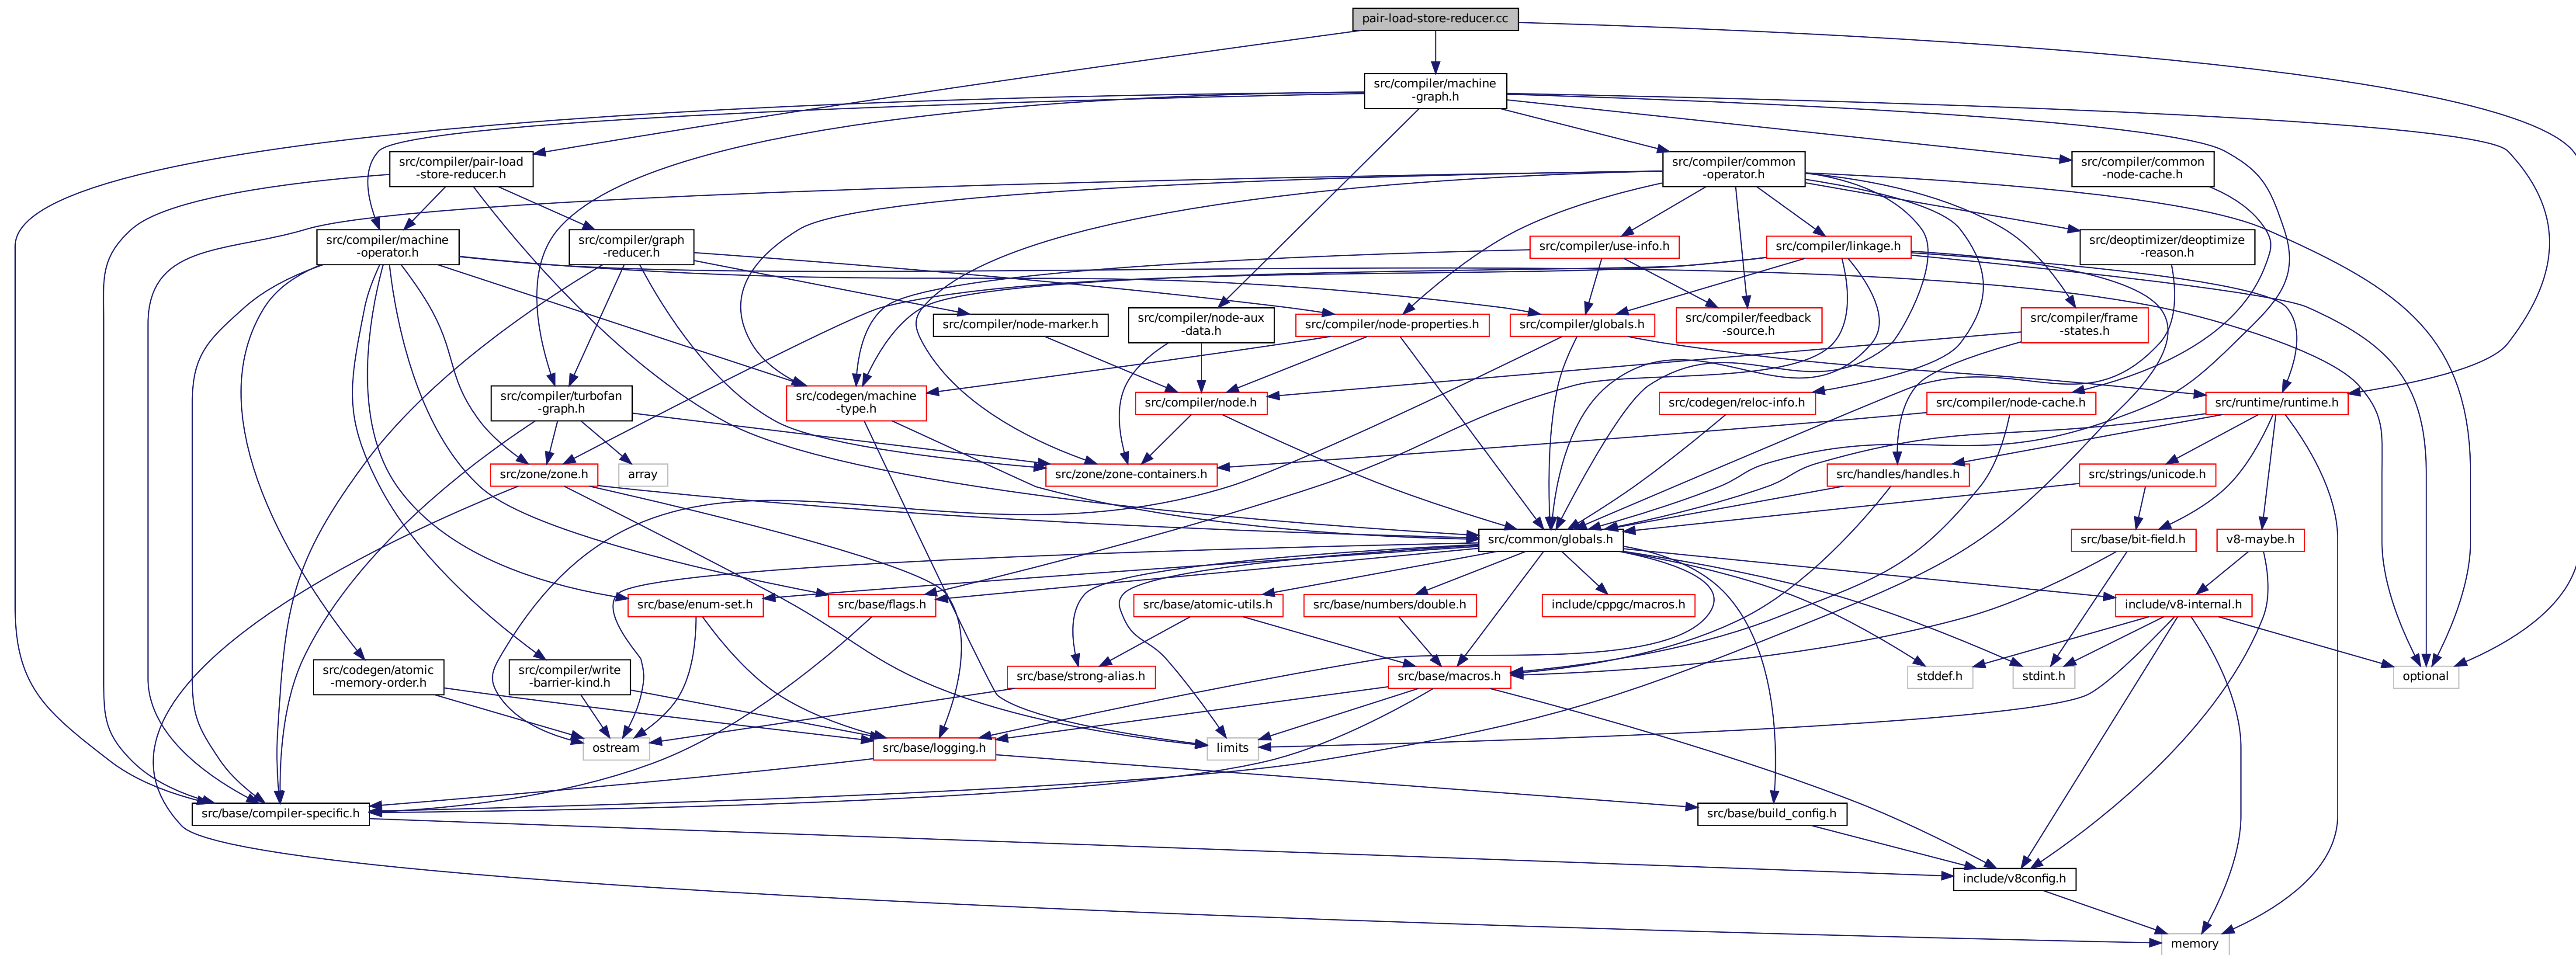 pair-load-store-reducer.cc
src/compiler/machine
-graph.h
src/compiler/pair-load
-store-reducer.h
src/compiler/common
-operator.h
src/compiler/common
-node-cache.h
src/compiler/machine
-operator.h
src/compiler/graph
-reducer.h
src/compiler/use-info.h
src/compiler/linkage.h
src/deoptimizer/deoptimize
-reason.h
src/compiler/node-marker.h
src/compiler/node-aux
-data.h
src/compiler/node-properties.h
src/compiler/globals.h
src/compiler/feedback
-source.h
src/compiler/frame
-states.h
src/compiler/turbofan
-graph.h
src/codegen/machine
-type.h
src/compiler/node.h
src/codegen/reloc-info.h
src/compiler/node-cache.h
src/runtime/runtime.h
src/zone/zone.h
array
src/zone/zone-containers.h
src/handles/handles.h
src/strings/unicode.h
src/common/globals.h
src/base/bit-field.h
v8-maybe.h
src/base/enum-set.h
src/base/flags.h
src/base/atomic-utils.h
src/base/numbers/double.h
include/cppgc/macros.h
include/v8-internal.h
src/codegen/atomic
-memory-order.h
src/compiler/write
-barrier-kind.h
src/base/strong-alias.h
src/base/macros.h
stddef.h
stdint.h
optional
ostream
src/base/logging.h
limits
src/base/compiler-specific.h
src/base/build_config.h
include/v8config.h
memory